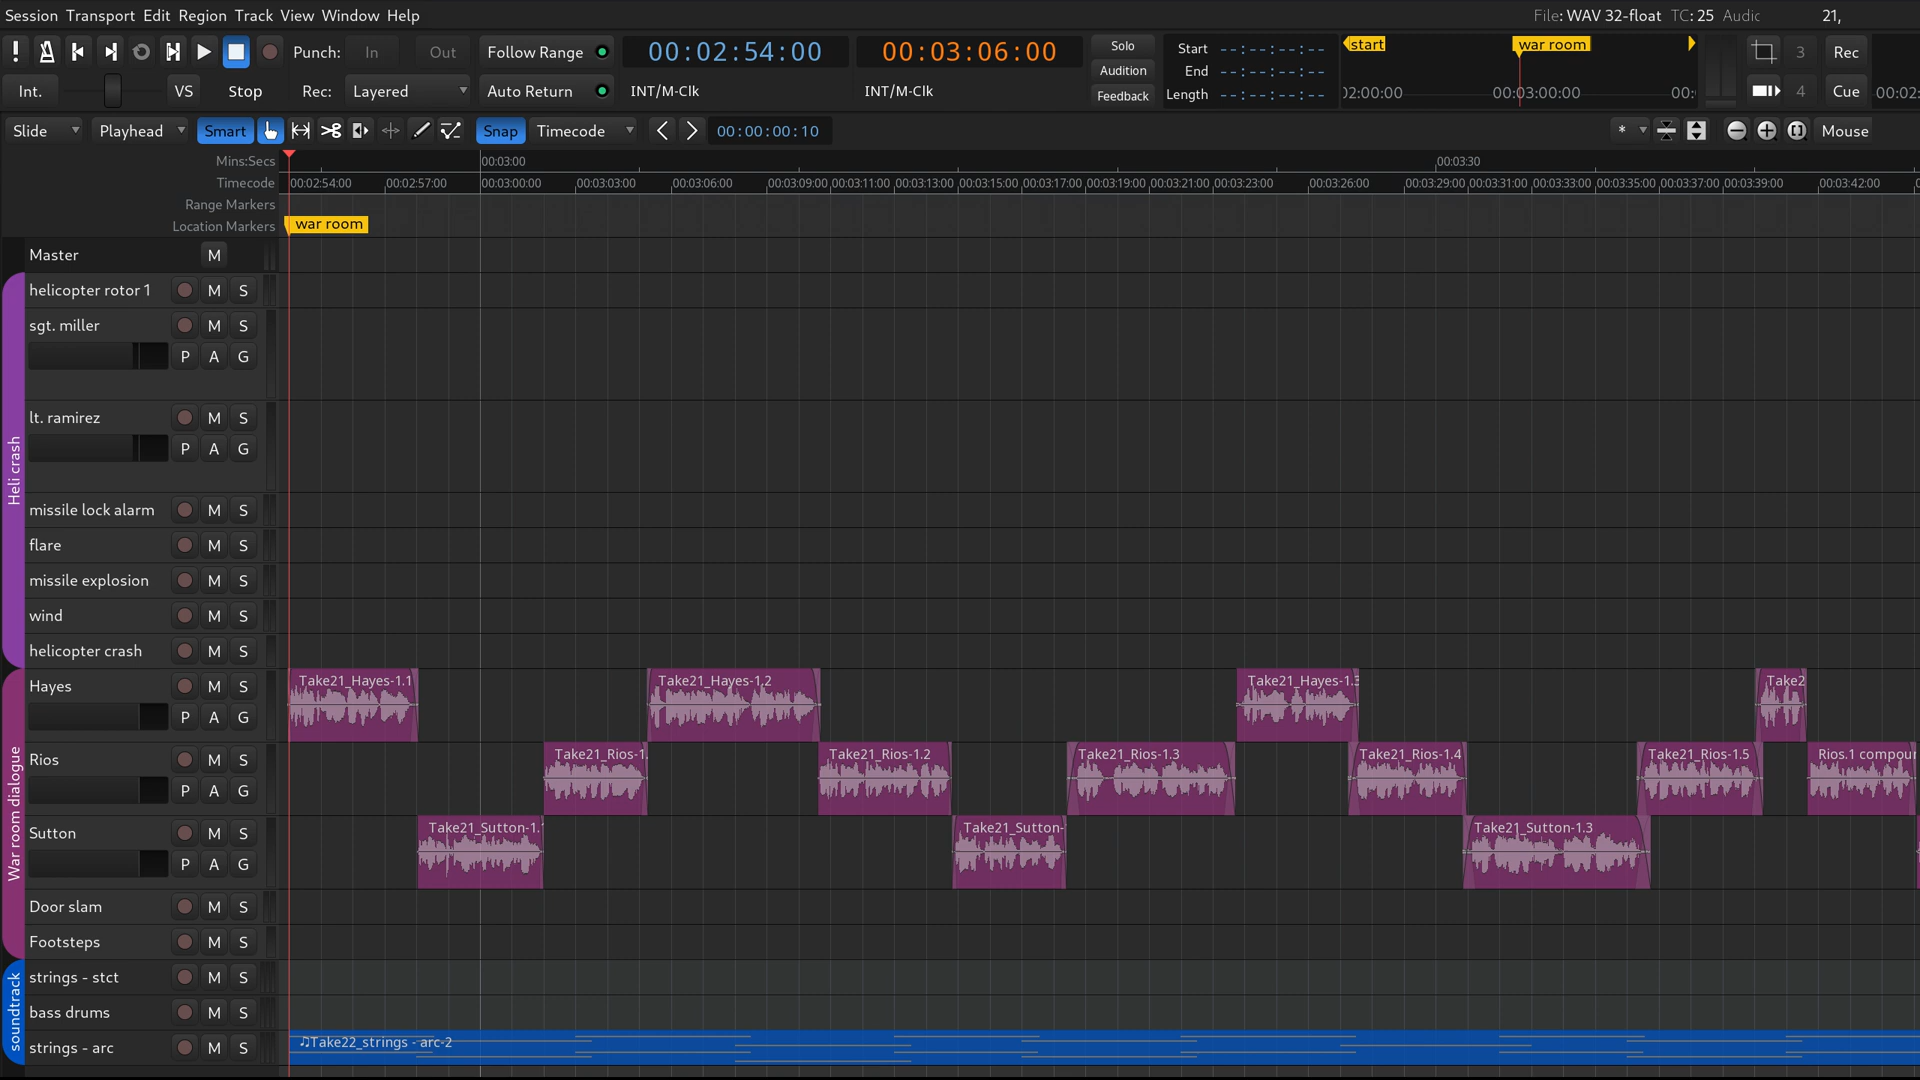 Session Transport Edit Region Track View Window Help
File: WAV 32-float TC: 25 Audic 21,
Punch: In Out Follow Range 00:02:54:00 00:03:06:00 Solo
Audition
Feedback
Start --:--:--:--
End --:--:--:--
Length --:--:--:--
start war room
00:03:00:00 00:
3 Rec
Int. VS Stop Rec: Layered Auto Return INT/M-Clk INT/M-Clk
4 Cue 00:02:
Slide Playhead Smart Snap Timecode 00:00:00:10 * Mouse
Mins:Secs 00:03:00 00:03:30
Timecode 00:02:54:00 00:02:57:00 00:03:00:00 00:03:03:00 00:03:06:00 00:03:09:00 00:03:11:00 00:03:13:00 00:03:15:00 00:03:17:00 00:03:19:00 00:03:21:00 00:03:23:00 00:03:26:00 00:03:29:00 00:03:31:00 00:03:33:00 00:03:35:00 00:03:37:00 00:03:39:00 00:03:42:00
Range Markers
Location Markers war room
Master M
Heli crash
helicopter rotor 1 M S
sgt. miller M S
P A G
lt. ramirez M S
P A G
missile lock alarm M S
flare M S
missile explosion M S
wind M S
helicopter crash M S
War room dialogue
Hayes M S Take21_Hayes-1.1 Take21_Hayes-1.2 Take21_Hayes-1.3 Take2
P A G
Rios M S Take21_Rios-1. Take21_Rios-1.2 Take21_Rios-1.3 Take21_Rios-1.4 Take21_Rios-1.5 Rios.1 compour
P A G
Sutton M S Take21_Sutton-1.1 Take21_Sutton- Take21_Sutton-1.3
P A G
Door slam M S
Footsteps M S
soundtrack
strings - stct M S
bass drums M S
strings - arc M S ♫Take22_strings - arc-2